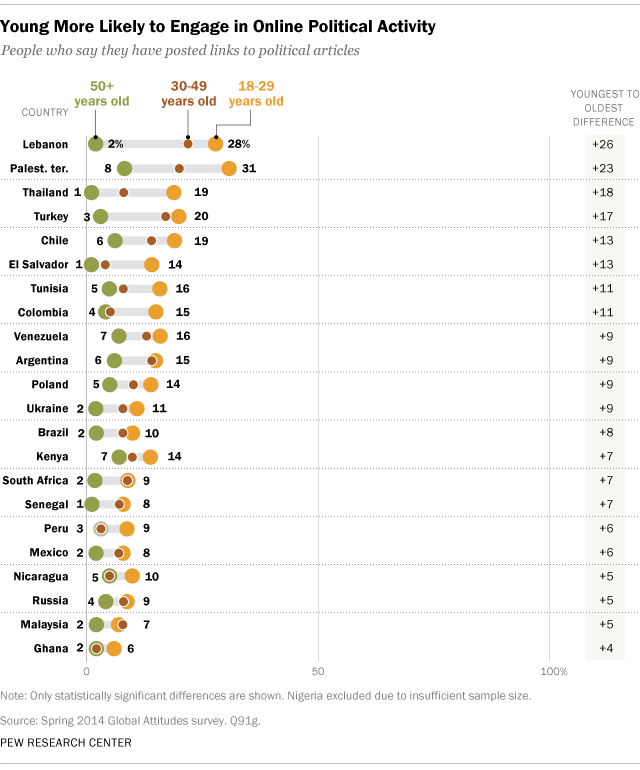 Young More Likely to Engage in Online Political Activity
People who say they have posted links to political articles
50+ years old
30-49 years old
18-29 years old
COUNTRY
YOUNGEST TO OLDEST DIFFERENCE
Lebanon 2% 28% +26
Palest. ter. 8 31 +23
Thailand 1 19 +18
Turkey 3 20 +17
Chile 6 19 +13
El Salvador 1 14 +13
Tunisia 5 16 +11
Colombia 4 15 +11
Venezuela 7 16 +9
Argentina 6 15 +9
Poland 5 14 +9
Ukraine 2 11 +9
Brazil 2 10 +8
Kenya 7 14 +7
South Africa 2 9 +7
Senegal 1 8 +7
Peru 3 9 +6
Mexico 2 8 +6
Nicaragua 5 10 +5
Russia 4 9 +5
Malaysia 2 7 +5
Ghana 2 6 +4
0 50 100%
Note: Only statistically significant differences are shown. Nigeria excluded due to insufficient sample size.
Source: Spring 2014 Global Attitudes survey. Q91g.
PEW RESEARCH CENTER